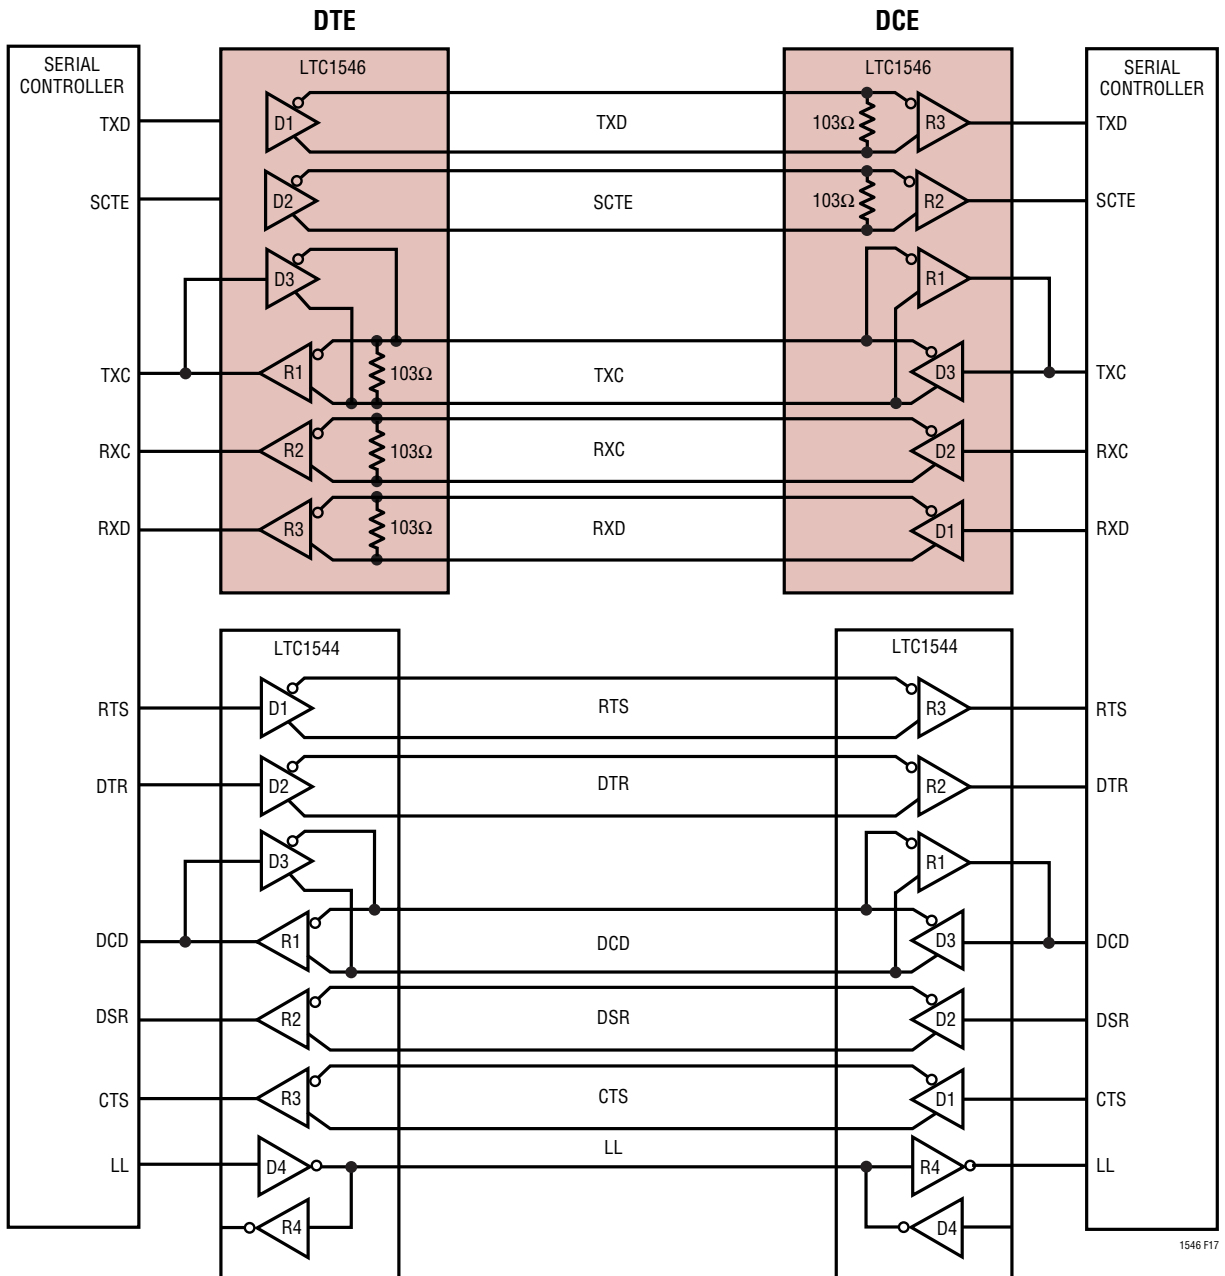 DTE
DCE
SERIAL
CONTROLLER
LTC1546
LTC1546
SERIAL
CONTROLLER
TXD
D1
TXD
103Ω
R3
TXD
SCTE
D2
SCTE
103Ω
R2
SCTE
D3
R1
TXC
R1
103Ω
TXC
D3
TXC
RXC
R2
103Ω
RXC
D2
RXC
RXD
R3
103Ω
RXD
D1
RXD
LTC1544
LTC1544
RTS
D1
RTS
R3
RTS
DTR
D2
DTR
R2
DTR
D3
R1
DCD
R1
DCD
D3
DCD
DSR
R2
DSR
D2
DSR
CTS
R3
CTS
D1
CTS
LL
D4
LL
R4
LL
R4
D4
1546 F17